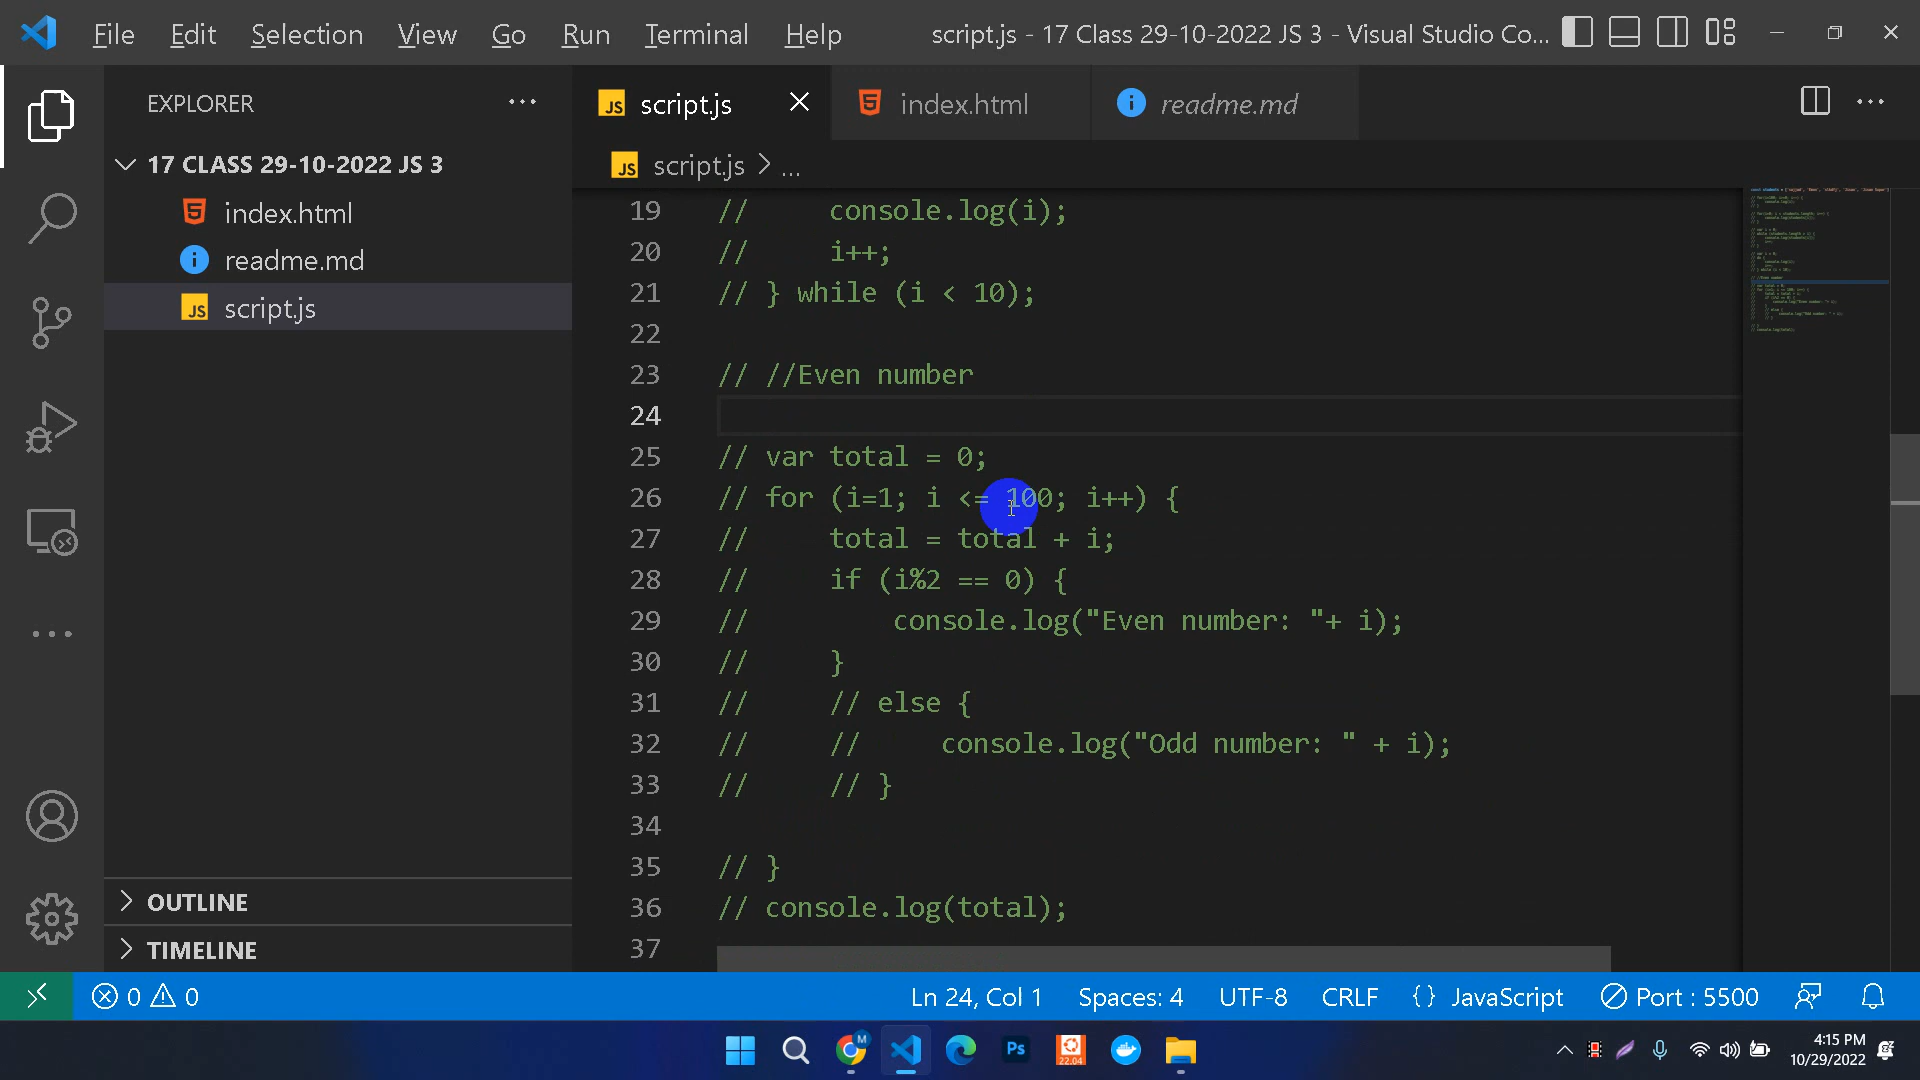 File Edit Selection View Go Run Terminal Help script.js - 17 Class 29-10-2022 JS 3 - Visual Studio Co...
EXPLORER
17 CLASS 29-10-2022 JS 3
index.html
readme.md
script.js
OUTLINE
TIMELINE
script.js index.html readme.md
script.js > ...
19 //     console.log(i);
20 //     i++;
21 // } while (i < 10);
22
23 // //Even number
24
25 // var total = 0;
26 // for (i=1; i <= 100; i++) {
27 //     total = total + i;
28 //     if (i%2 == 0) {
29 //         console.log("Even number: "+ i);
30 //     }
31 //     // else {
32 //     //     console.log("Odd number: " + i);
33 //     // }
34
35 // }
36 // console.log(total);
37
0 0 Ln 24, Col 1 Spaces: 4 UTF-8 CRLF {} JavaScript Port : 5500
M Ps 22.04 4:15 PM
10/29/2022